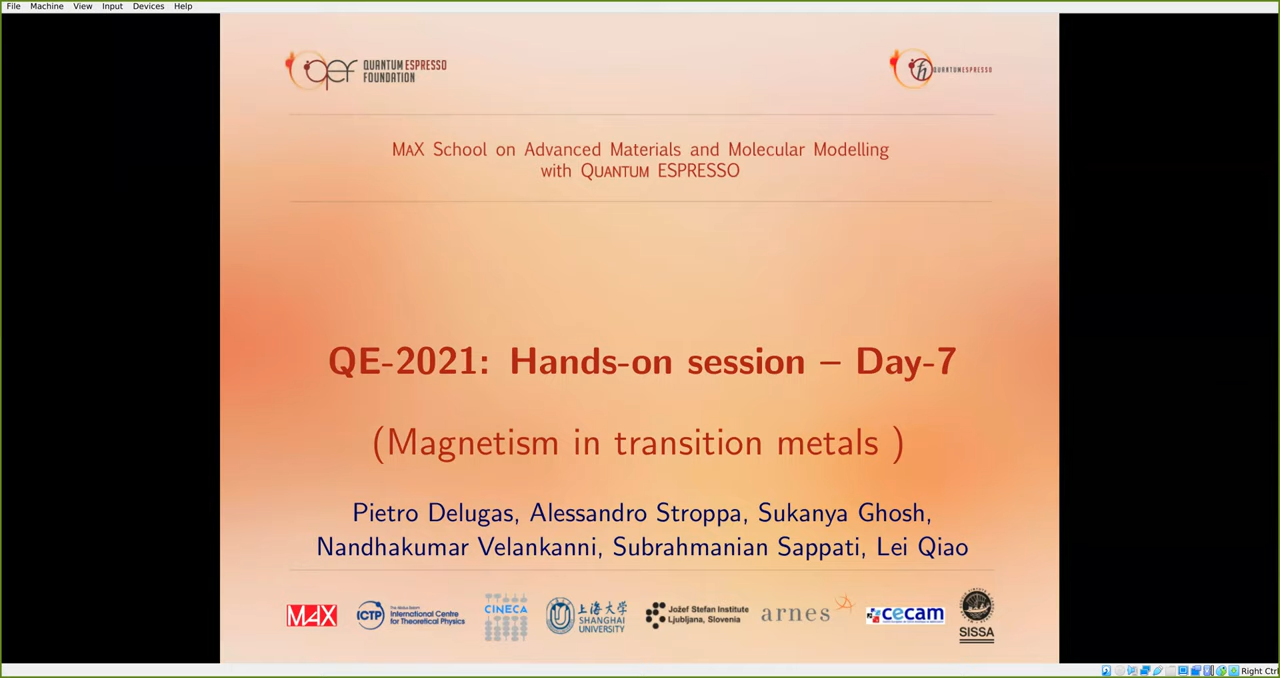 File Machine View Input Devices Help
QUANTUM ESPRESSO
FOUNDATION
QUANTUMESPRESSO
MAX School on Advanced Materials and Molecular Modelling
with QUANTUM ESPRESSO
QE-2021: Hands-on session – Day-7
(Magnetism in transition metals )
Pietro Delugas, Alessandro Stroppa, Sukanya Ghosh,
Nandhakumar Velankanni, Subrahmanian Sappati, Lei Qiao
MAX
ICTP
International Centre
for Theoretical Physics
CINECA
上海大学
SHANGHAI
UNIVERSITY
Jožef Stefan Institute
Ljubljana, Slovenia
arnes
cecam
SISSA
Right Ctrl